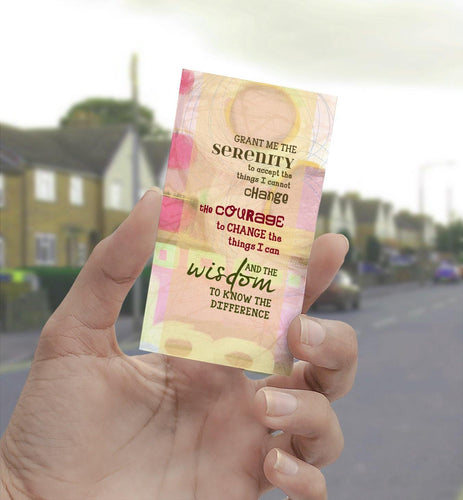 GRANT ME THE
SERENITY
to accept the
things I cannot
CHANGE
the COURAGE
to CHANGE the
things I can
AND THE
wisdom
TO KNOW THE
DIFFERENCE